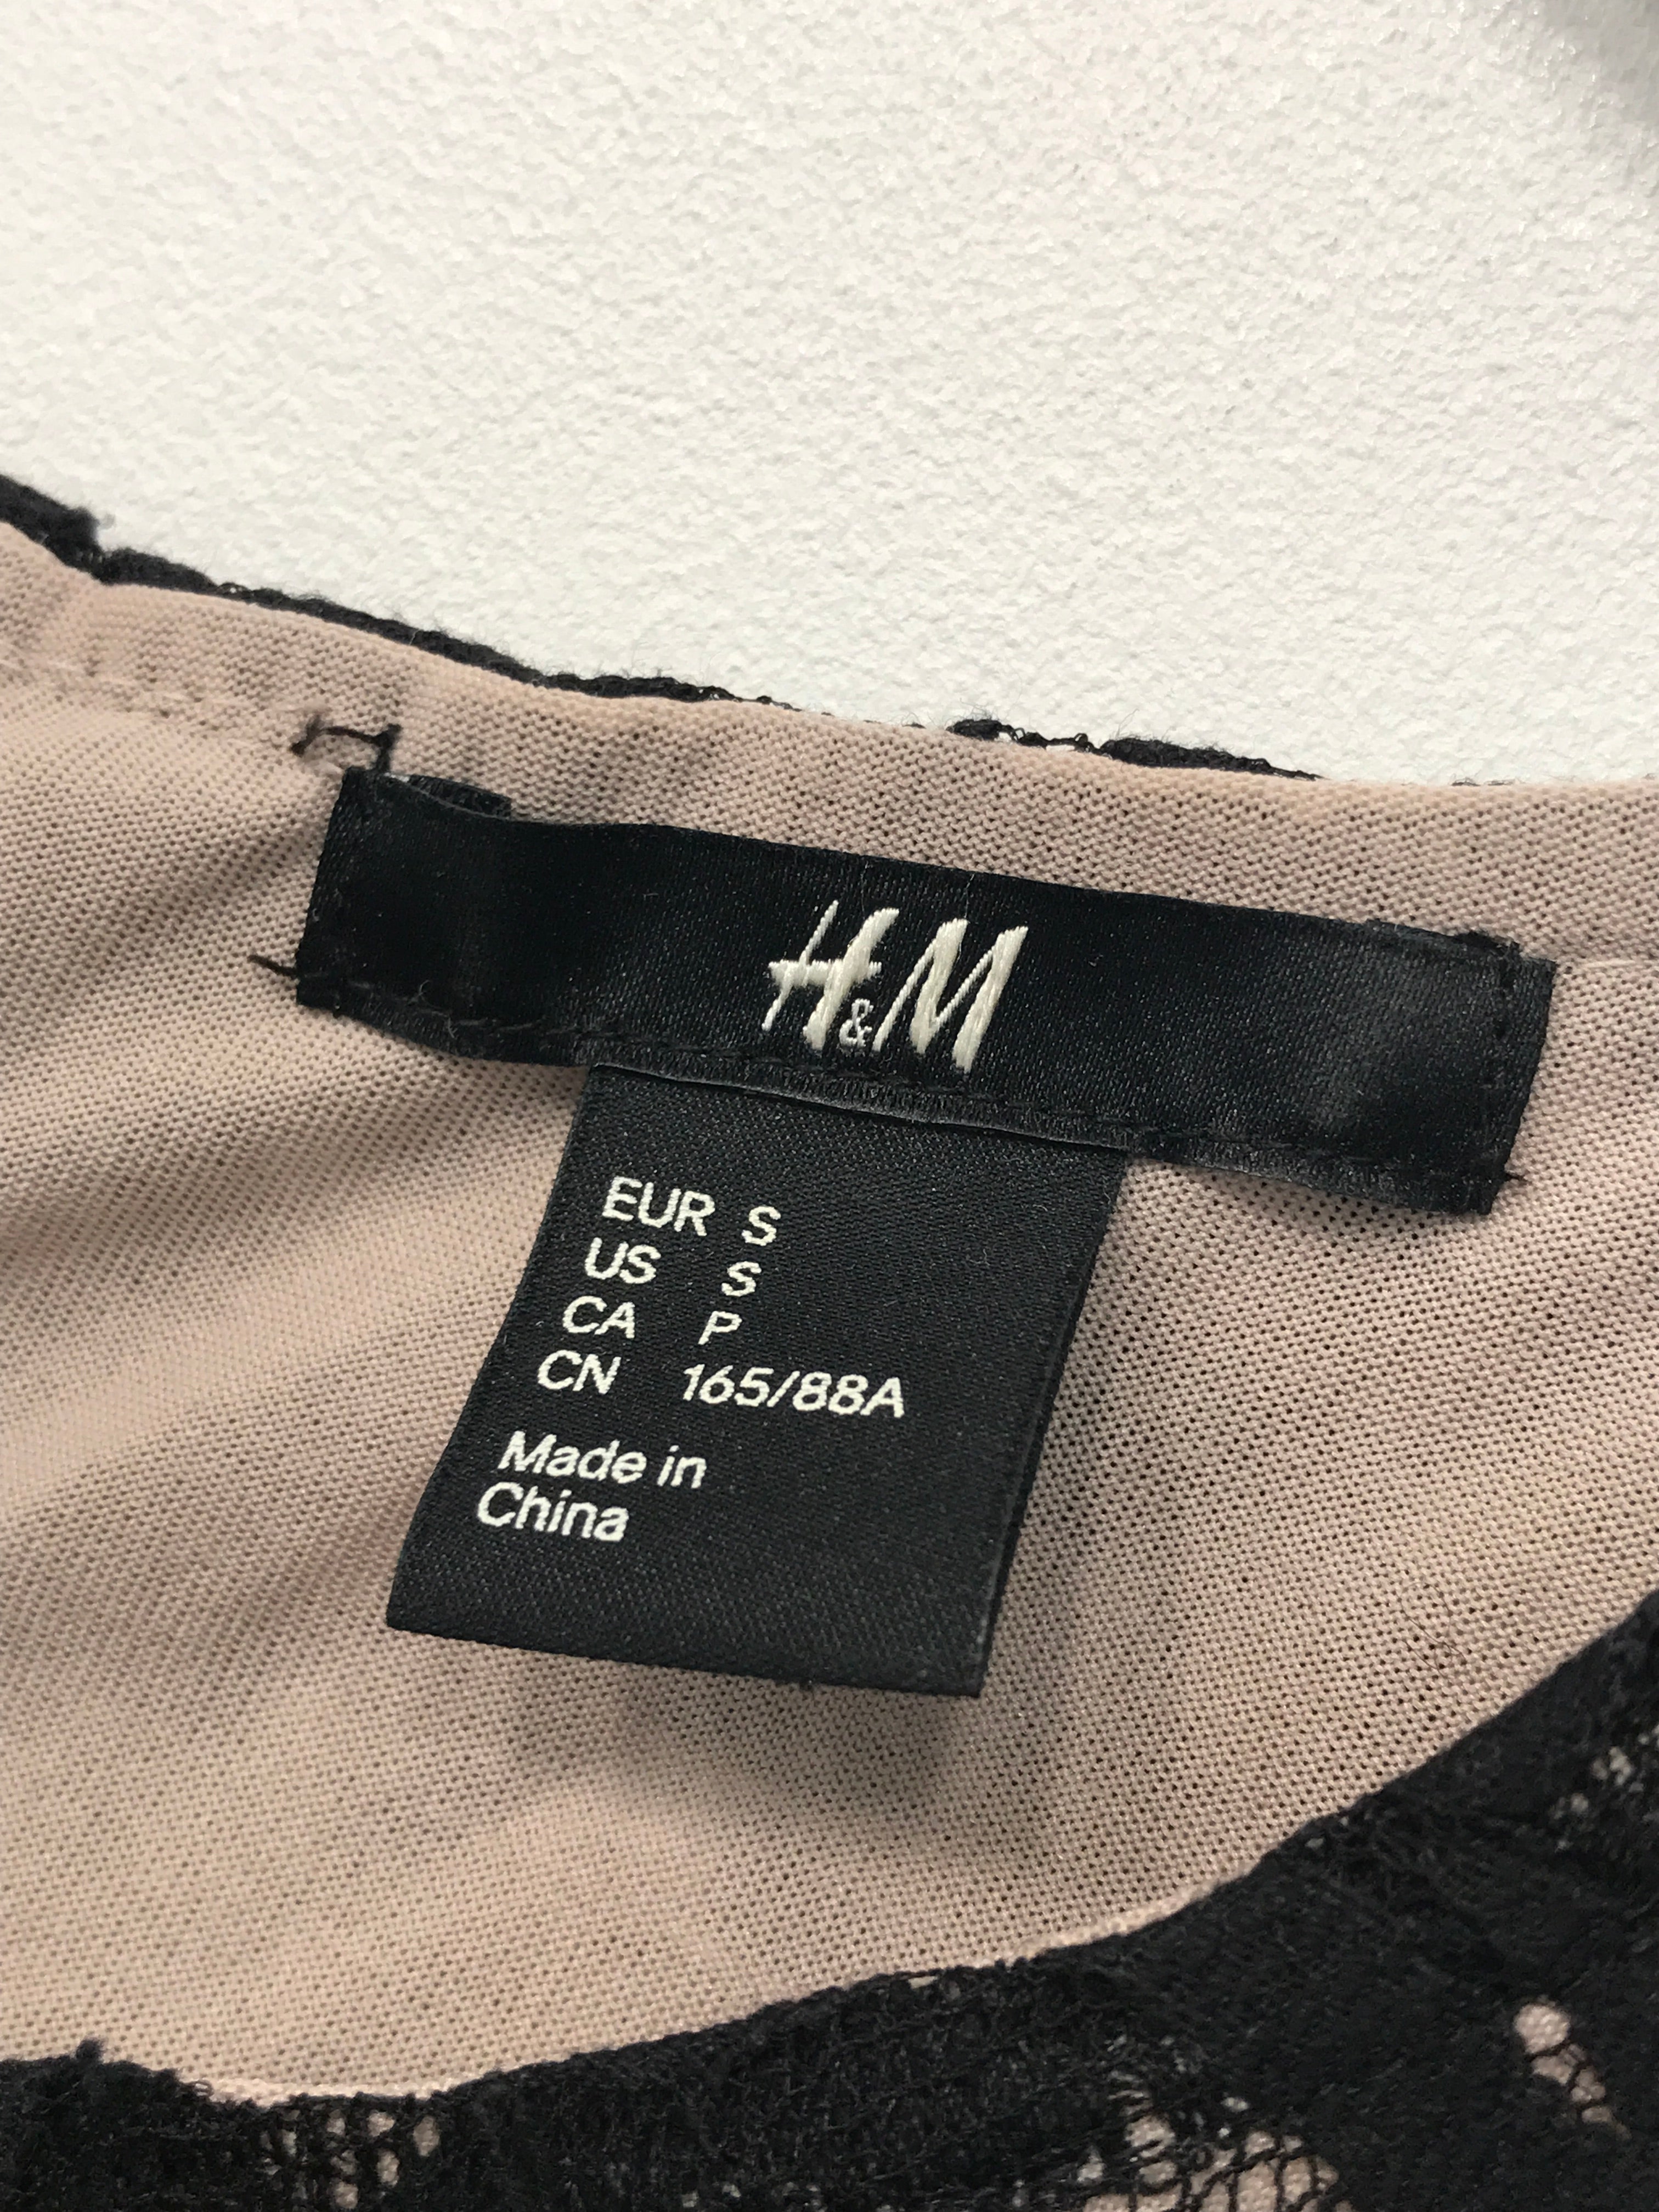 H&M
EUR S
US S
CA P
CN 165/88A
Made in
China